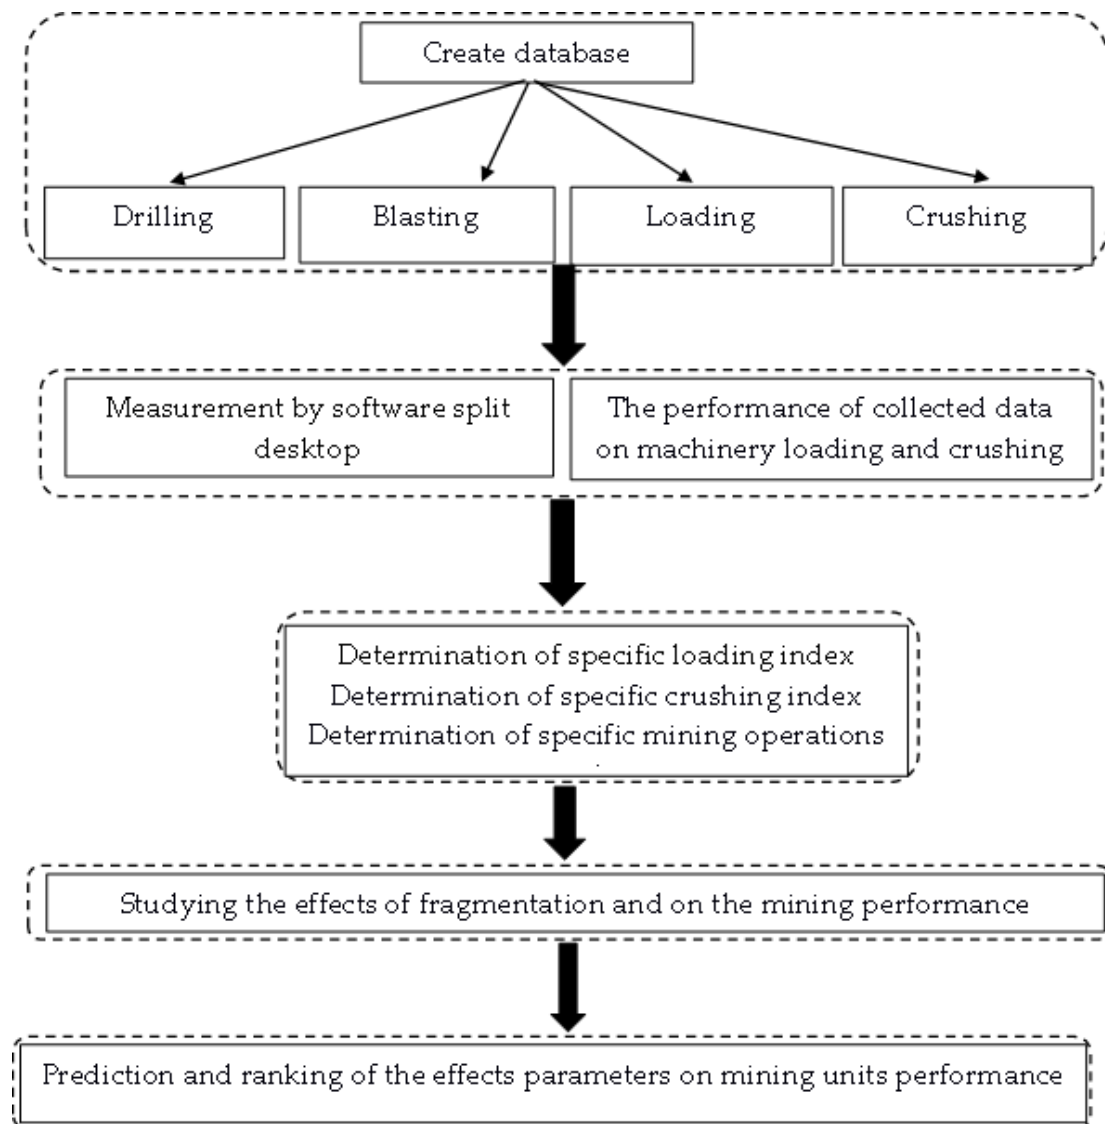 Create database
Drilling
Blasting
Loading
Crushing
Measurement by software split
desktop
The performance of collected data
on machinery loading and crushing
Determination of specific loading index
Determination of specific crushing index
Determination of specific mining operations
.
Studying the effects of fragmentation and on the mining performance
Prediction and ranking of the effects parameters on mining units performance